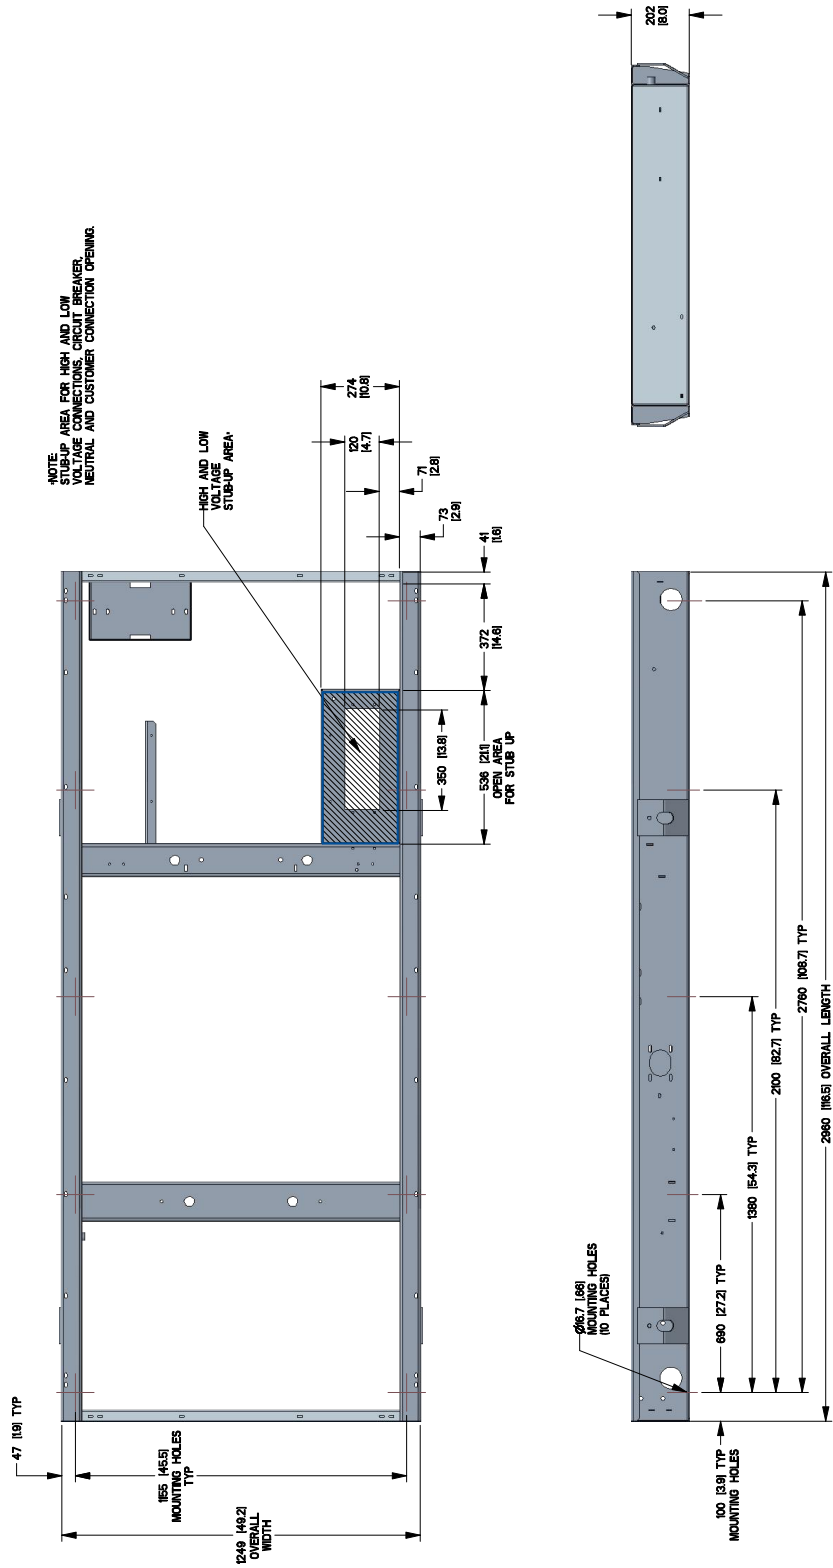 *NOTE:
STUB-UP AREA FOR HIGH AND LOW
VOLTAGE CONNECTIONS, CIRCUIT BREAKER,
NEUTRAL AND CUSTOMER CONNECTION OPENING.
HIGH AND LOW
VOLTAGE
STUB-UP AREA*
274
[10.8]
120
[4.7]
71
[2.8]
73
[2.9]
41
[1.6]
372
[14.6]
350 [13.8]
536 [21.1]
OPEN AREA
FOR STUB UP
47 [1.9] TYP
1155 [45.5]
MOUNTING HOLES
TYP
1249 [49.2]
OVERALL
WIDTH
202
[8.0]
Ø16.7 [.66]
MOUNTING HOLES
(10 PLACES)
690 [27.2] TYP
1380 [54.3] TYP
2100 [82.7] TYP
2760 [108.7] TYP
2960 [116.5] OVERALL LENGTH
100 [3.9] TYP
MOUNTING HOLES